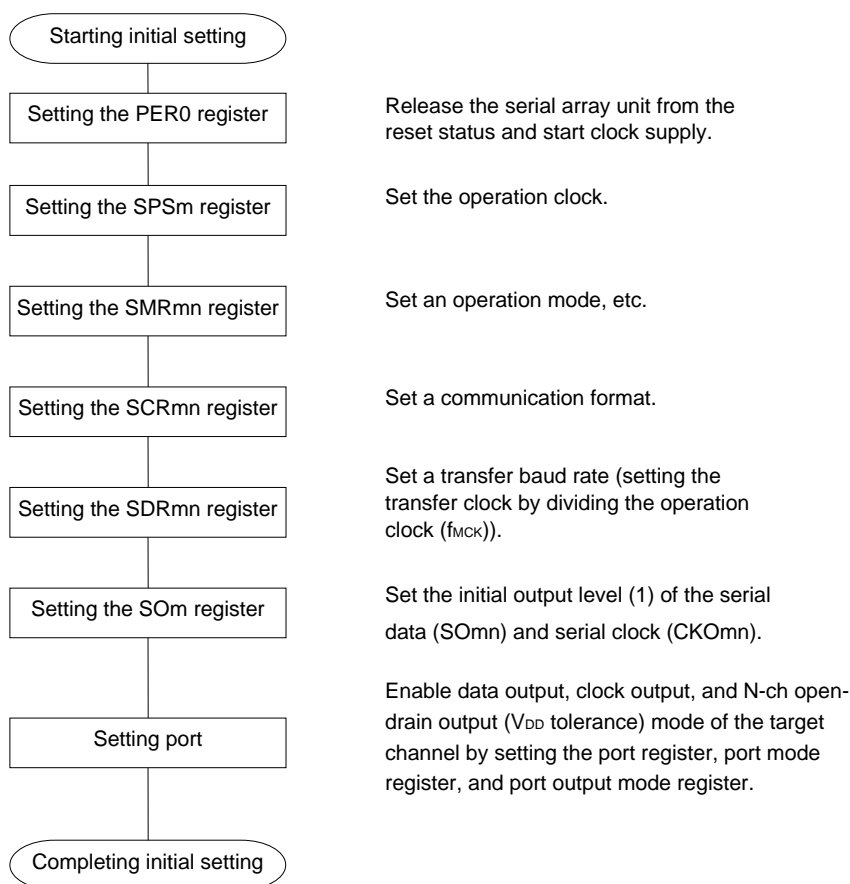 Starting initial setting
Setting the PER0 register
Release the serial array unit from the
reset status and start clock supply.
Setting the SPSm register
Set the operation clock.
Setting the SMRmn register
Set an operation mode, etc.
Setting the SCRmn register
Set a communication format.
Setting the SDRmn register
Set a transfer baud rate (setting the
transfer clock by dividing the operation
clock (fMCK)).
Setting the SOm register
Set the initial output level (1) of the serial
data (SOmn) and serial clock (CKOmn).
Setting port
Enable data output, clock output, and N-ch open-
drain output (VDD tolerance) mode of the target
channel by setting the port register, port mode
register, and port output mode register.
Completing initial setting